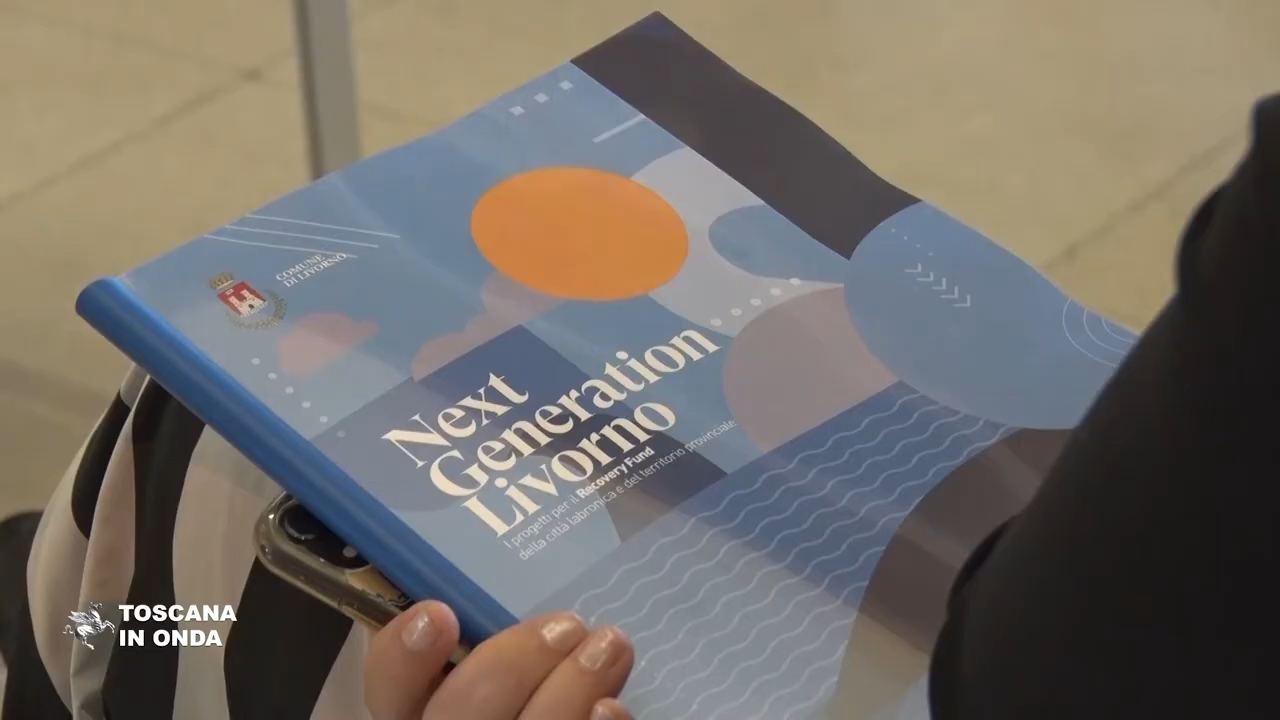 COMUNE
DI LIVORNO
Next
Generation
Livorno
I progetti per il Recovery Fund
della città labronica e del territorio provinciale
TOSCANA
IN ONDA